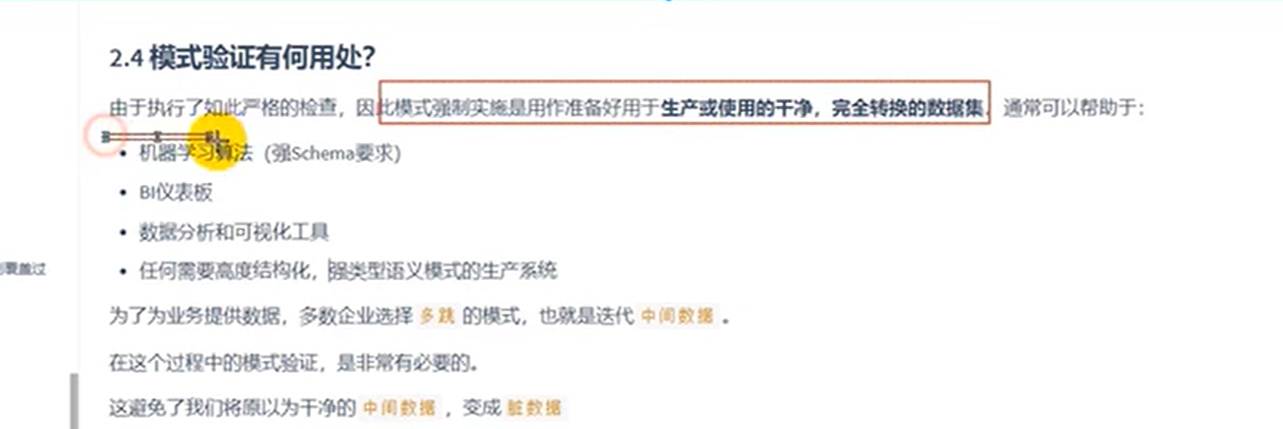 2.4 模式验证有何用处？
由于执行了如此严格的检查，因此模式强制实施是用作准备好用于生产或使用的干净，完全转换的数据集。通常可以帮助于：
• 机器学习算法（强Schema要求）
• BI仪表板
• 数据分析和可视化工具
• 任何需要高度结构化，强类型语义模式的生产系统
覆盖过
为了为业务提供数据，多数企业选择 多跳 的模式，也就是迭代 中间数据 。
在这个过程中的模式验证，是非常有必要的。
这避免了我们将原以为干净的 中间数据 ，变成 脏数据